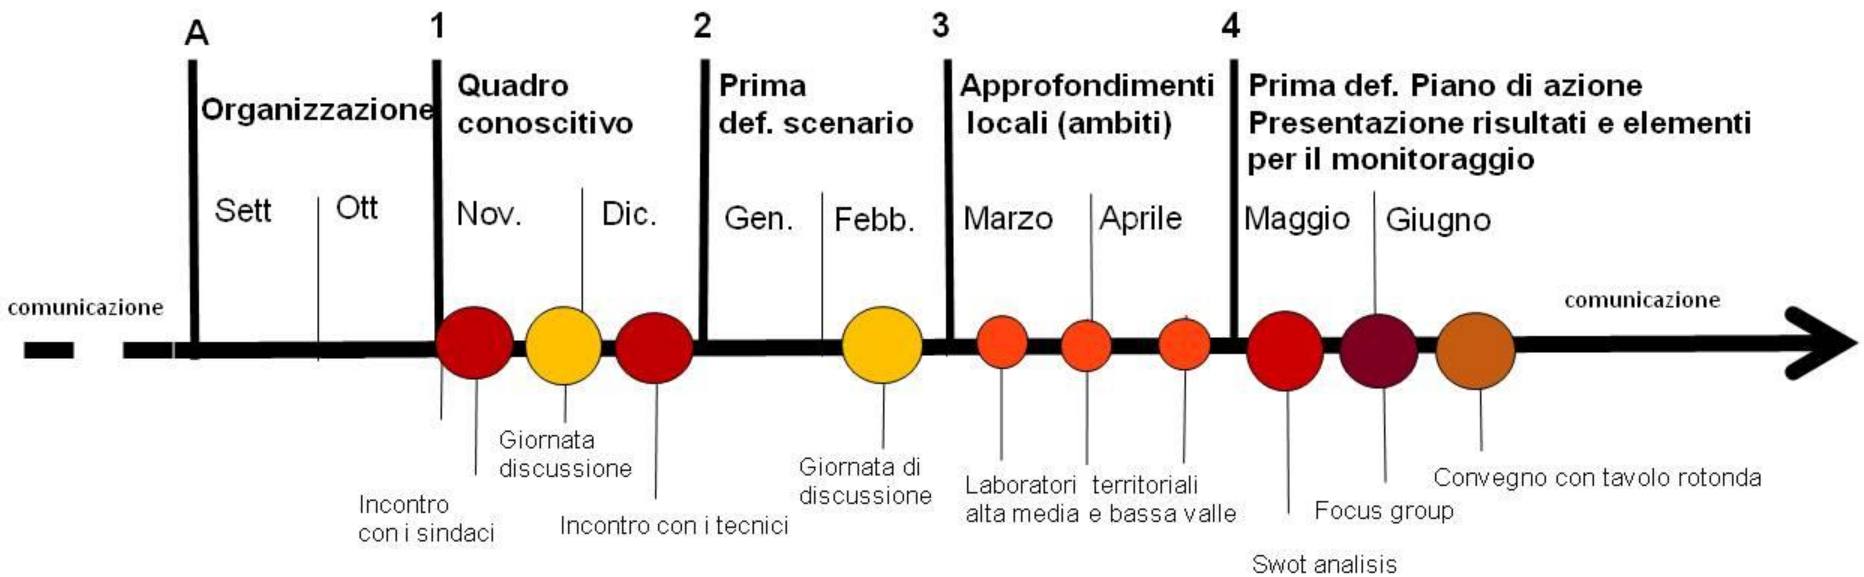 A
1
2
3
4
Organizzazione
Quadro
conoscitivo
Prima
def. scenario
Approfondimenti
locali (ambiti)
Prima def. Piano di azione
Presentazione risultati e elementi
per il monitoraggio
Sett
Ott
Nov.
Dic.
Gen.
Febb.
Marzo
Aprile
Maggio
Giugno
comunicazione
comunicazione
Incontro
con i sindaci
Giornata
discussione
Incontro con i tecnici
Giornata di
discussione
Laboratori territoriali
alta media e bassa valle
Swot analisis
Focus group
Convegno con tavolo rotonda